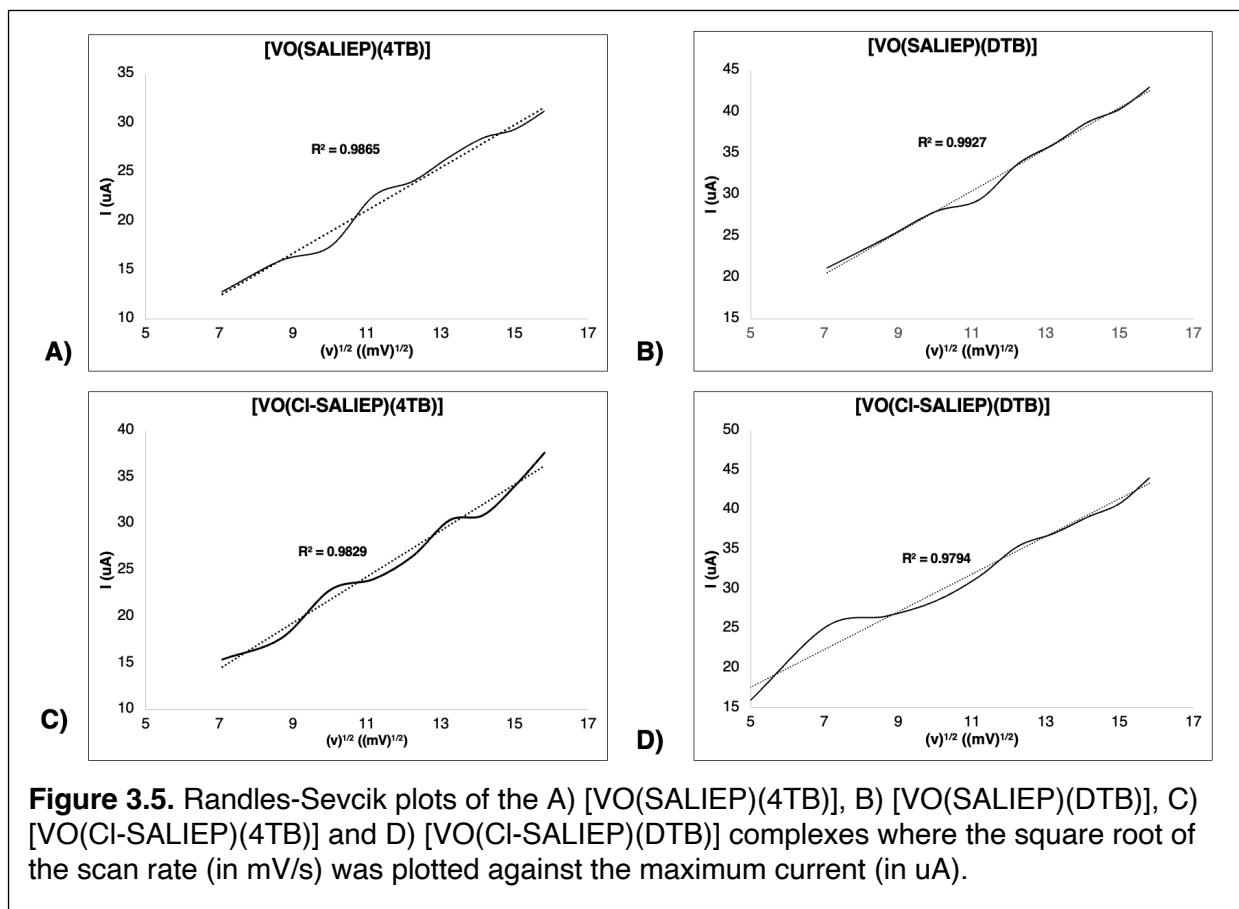 [VO(SALIEP)(4TB)]
35
30
25
20
15
10
I (uA)
R² = 0.9865
5 7 9 11 13 15 17
(v)¹/² ((mV)¹/²)
A)
[VO(SALIEP)(DTB)]
45
40
35
30
25
20
15
I (uA)
R² = 0.9927
5 7 9 11 13 15 17
(v)¹/² ((mV)¹/²)
B)
[VO(Cl-SALIEP)(4TB)]
40
35
30
25
20
15
10
I (uA)
R² = 0.9829
5 7 9 11 13 15 17
(v)¹/² ((mV)¹/²)
C)
[VO(Cl-SALIEP)(DTB)]
50
45
40
35
30
25
20
15
I (uA)
R² = 0.9794
5 7 9 11 13 15 17
(v)¹/² ((mV)¹/²)
D)
Figure 3.5. Randles-Sevcik plots of the A) [VO(SALIEP)(4TB)], B) [VO(SALIEP)(DTB)], C)
[VO(Cl-SALIEP)(4TB)] and D) [VO(Cl-SALIEP)(DTB)] complexes where the square root of
the scan rate (in mV/s) was plotted against the maximum current (in uA).